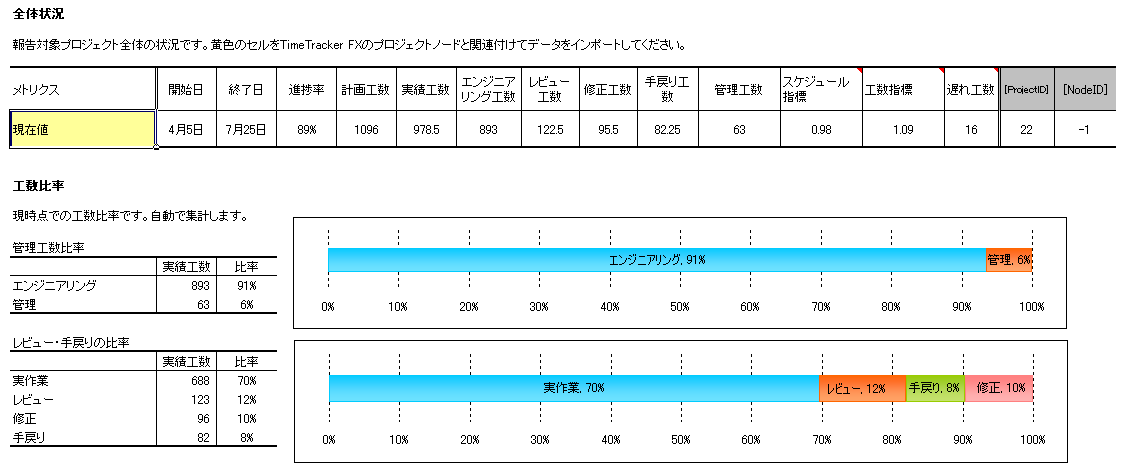 全体状況
報告対象プロジェクト全体の状況です。黄色のセルをTimeTracker FXのプロジェクトノードと関連付けてデータをインポートしてください。
メトリクス 開始日 終了日 進捗率 計画工数 実績工数 エンジニアリング工数 レビュー工数 修正工数 手戻り工数 管理工数 スケジュール指標 工数指標 遅れ工数 [ProjectID] [NodeID]
現在値 4月5日 7月25日 89% 1096 978.5 893 122.5 95.5 82.25 63 0.98 1.09 16 22 -1
工数比率
現時点での工数比率です。自動で集計します。
管理工数比率
実績工数 比率
エンジニアリング 893 91%
管理 63 6%
エンジニアリング, 91% 管理, 6%
0% 10% 20% 30% 40% 50% 60% 70% 80% 90% 100%
レビュー・手戻りの比率
実績工数 比率
実作業 688 70%
レビュー 123 12%
修正 96 10%
手戻り 82 8%
実作業, 70% レビュー, 12% 手戻り, 8% 修正, 10%
0% 10% 20% 30% 40% 50% 60% 70% 80% 90% 100%